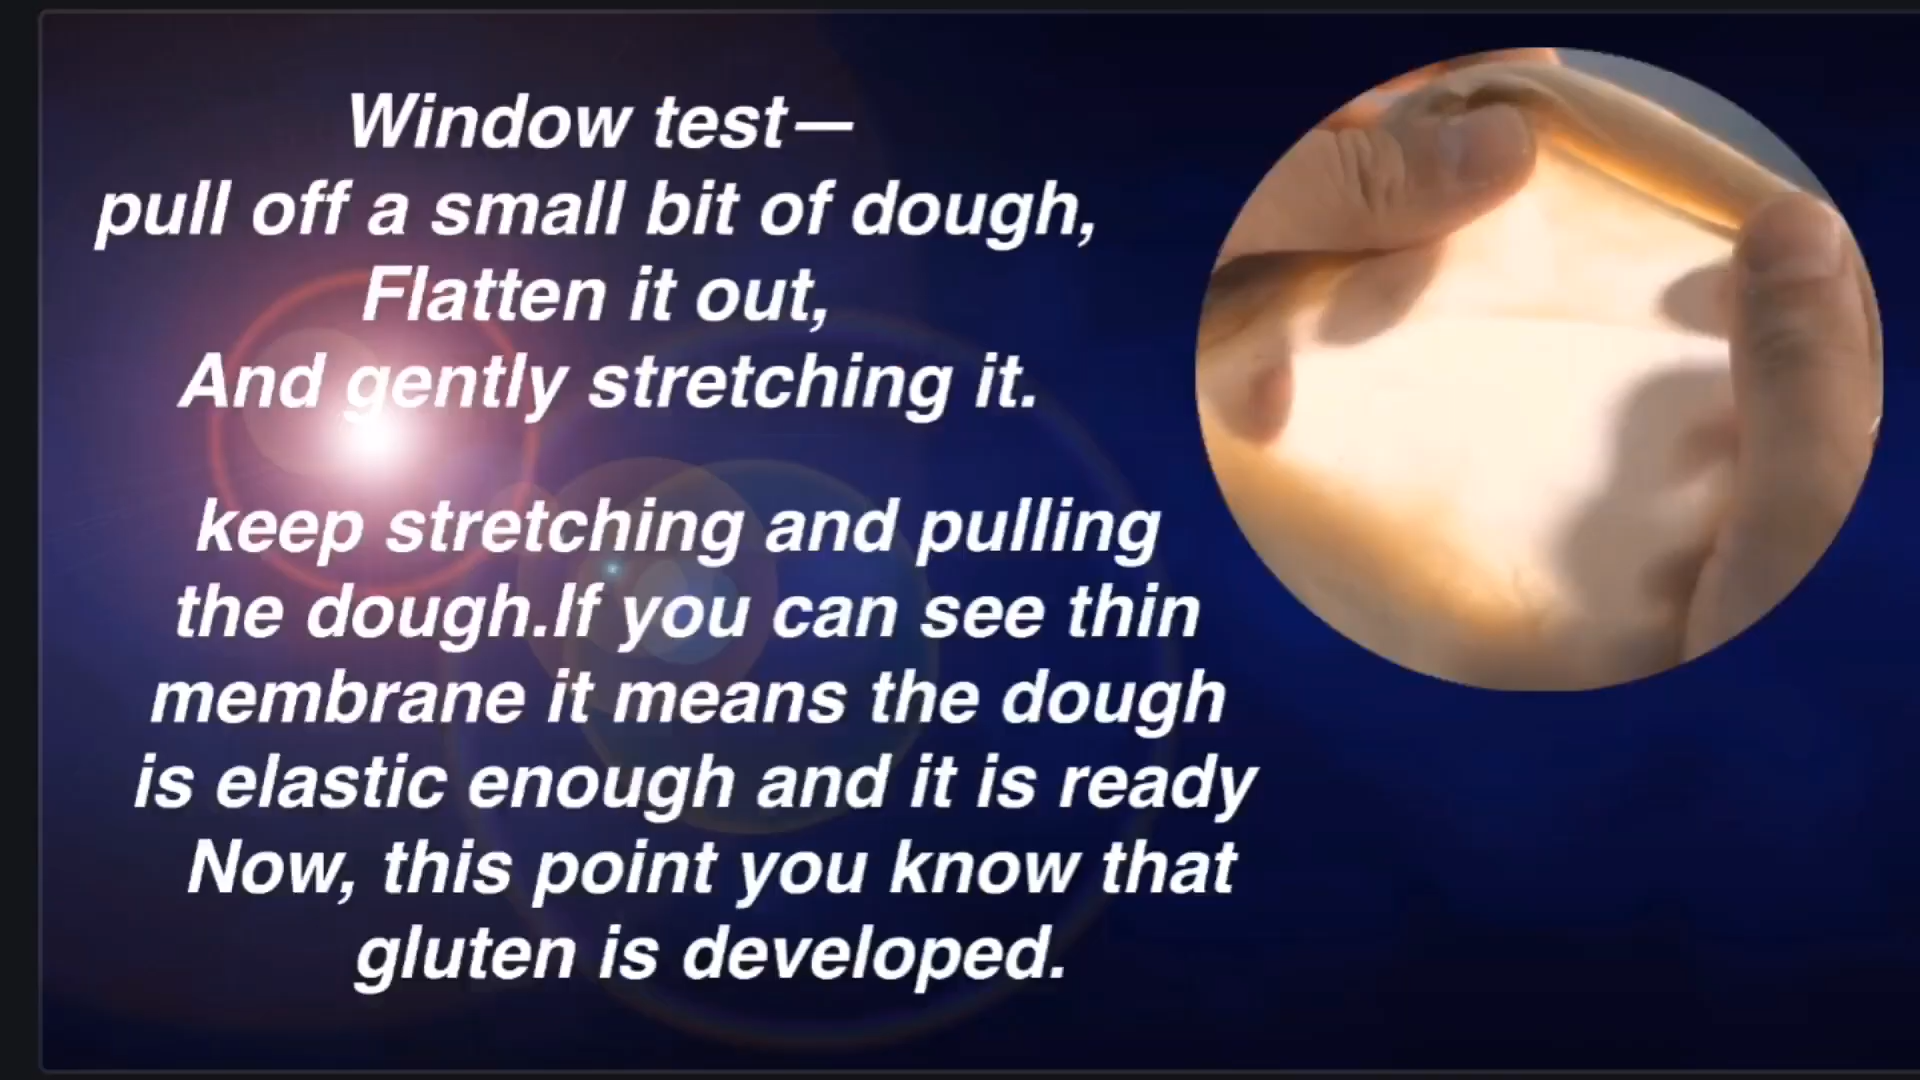 Window test—
pull off a small bit of dough,
Flatten it out,
And gently stretching it.
keep stretching and pulling
the dough.If you can see thin
membrane it means the dough
is elastic enough and it is ready
Now, this point you know that
gluten is developed.